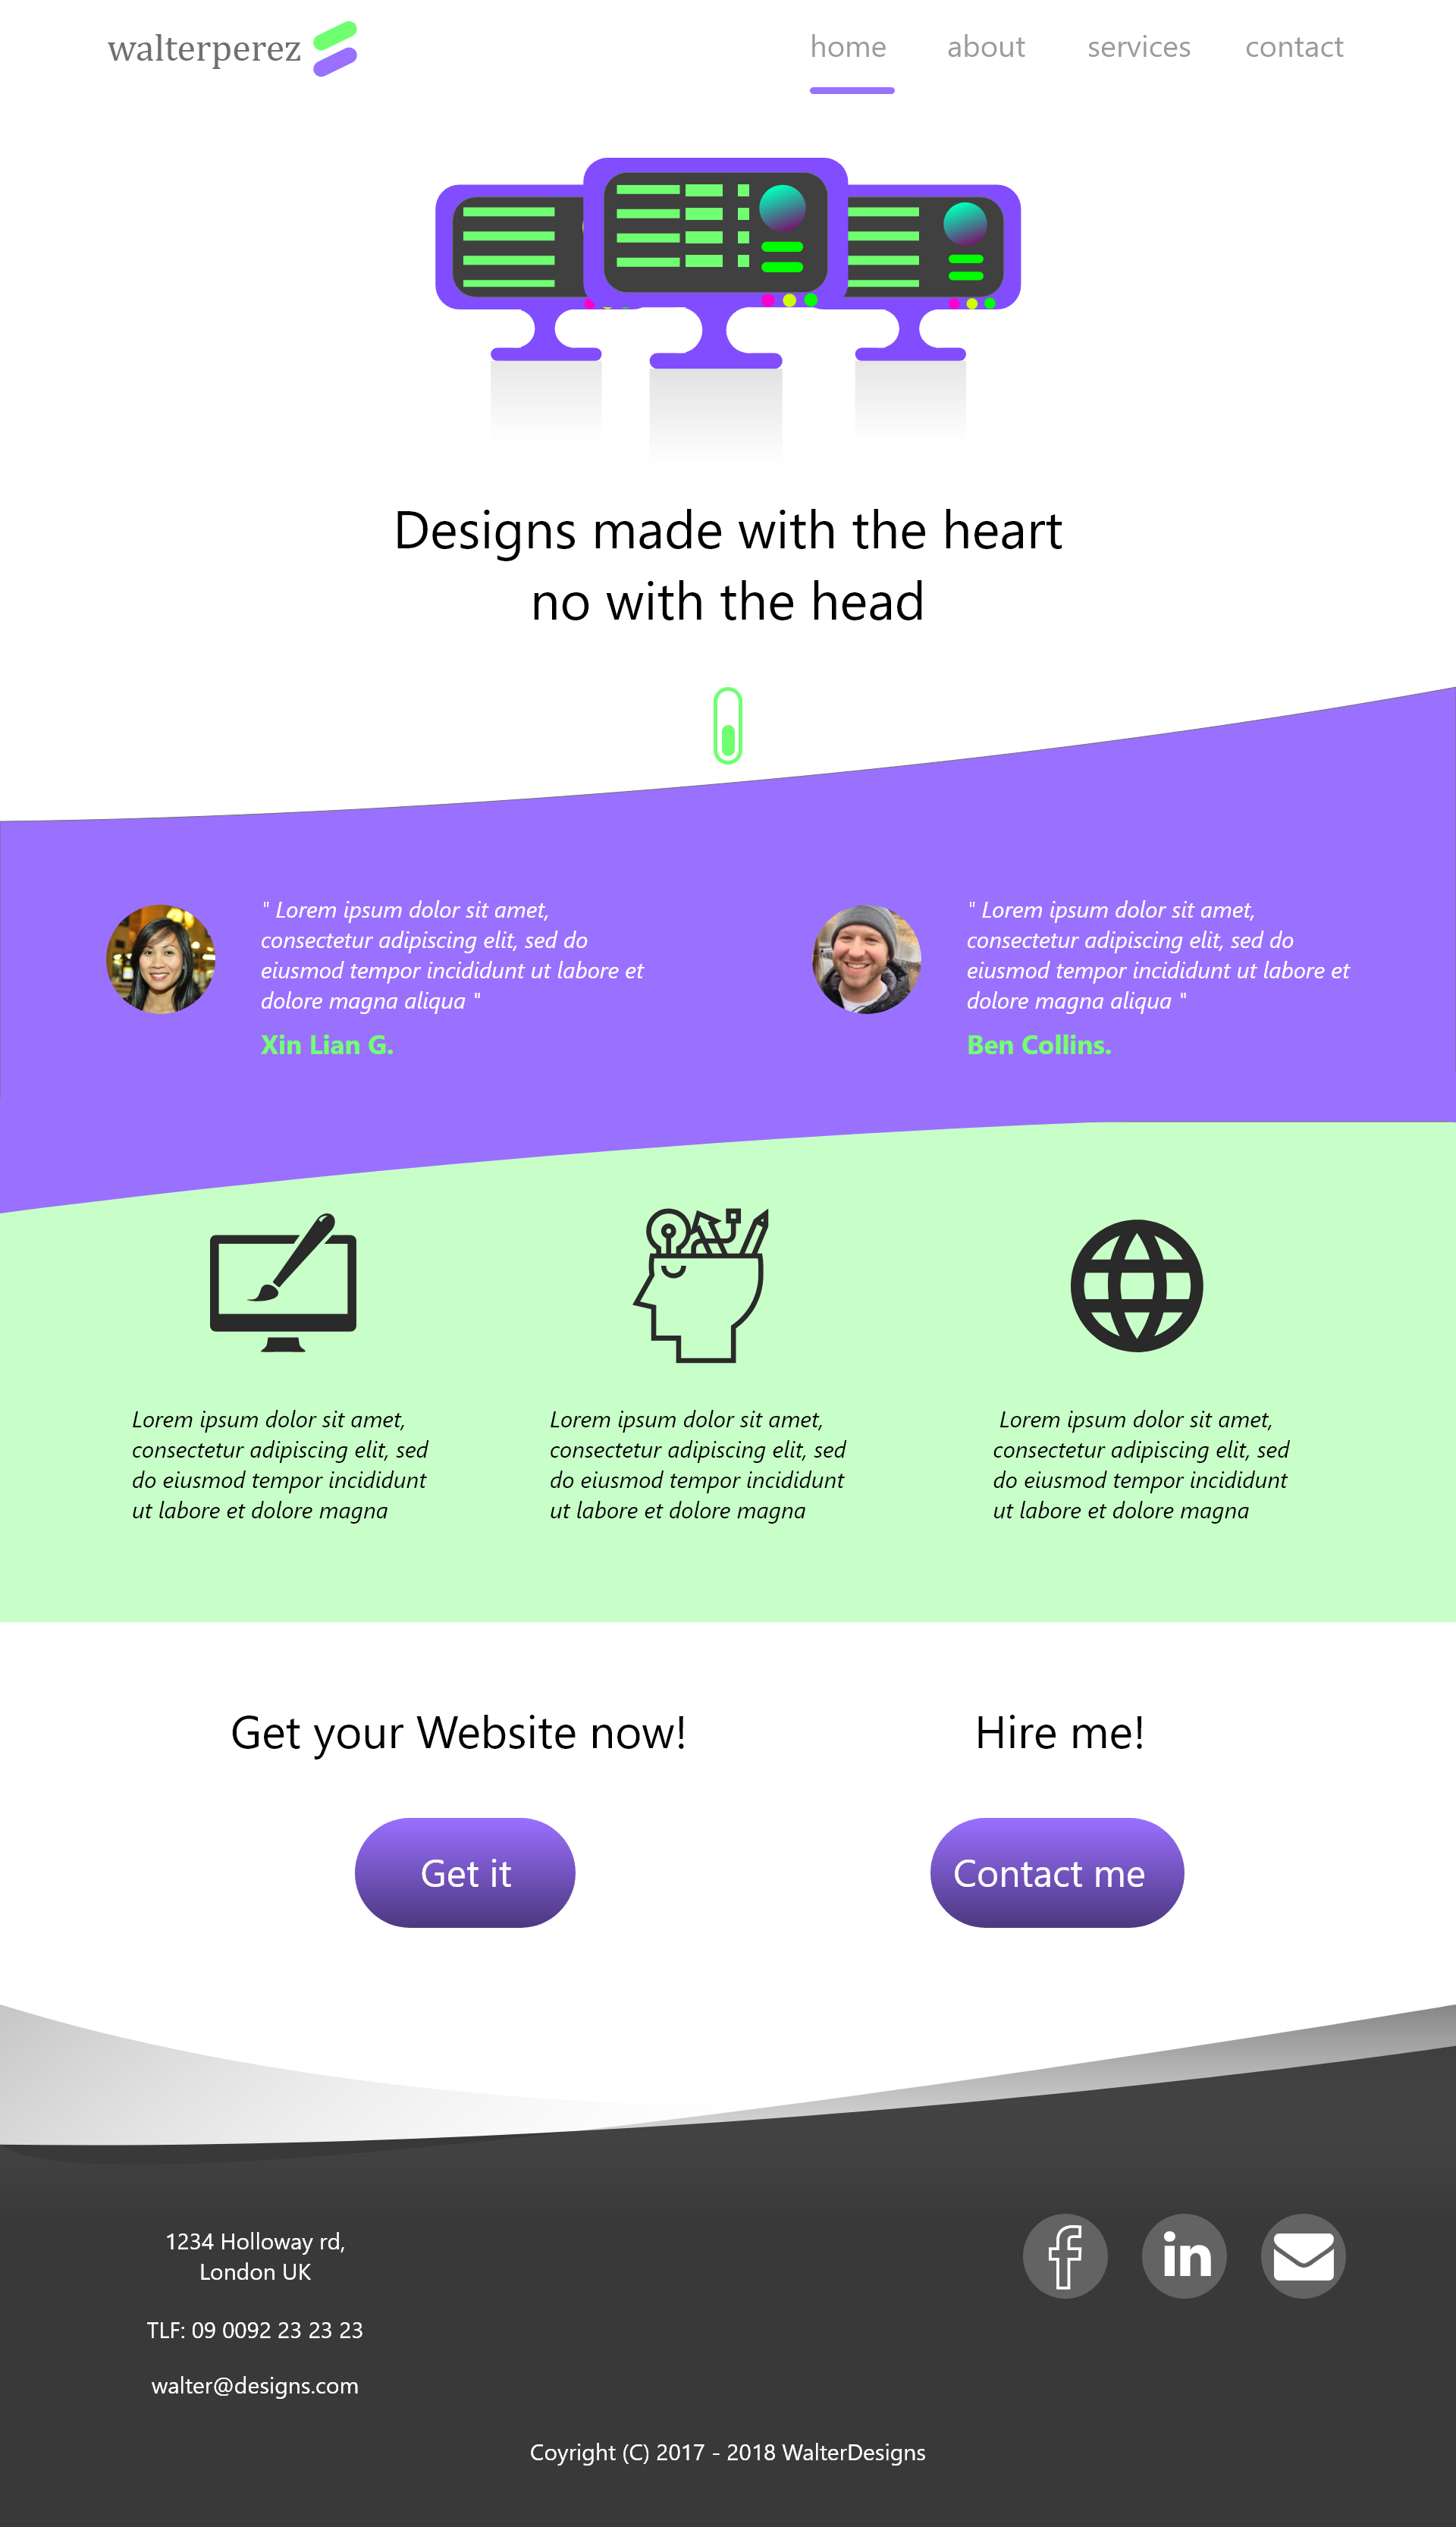 walterperez
home about services contact
Designs made with the heart
no with the head
" Lorem ipsum dolor sit amet,
consectetur adipiscing elit, sed do
eiusmod tempor incididunt ut labore et
dolore magna aliqua "
Xin Lian G.
" Lorem ipsum dolor sit amet,
consectetur adipiscing elit, sed do
eiusmod tempor incididunt ut labore et
dolore magna aliqua "
Ben Collins.
Lorem ipsum dolor sit amet,
consectetur adipiscing elit, sed
do eiusmod tempor incididunt
ut labore et dolore magna
Lorem ipsum dolor sit amet,
consectetur adipiscing elit, sed
do eiusmod tempor incididunt
ut labore et dolore magna
Lorem ipsum dolor sit amet,
consectetur adipiscing elit, sed
do eiusmod tempor incididunt
ut labore et dolore magna
Get your Website now!
Get it
Hire me!
Contact me
1234 Holloway rd,
London UK
TLF: 09 0092 23 23 23
walter@designs.com
f in
Coyright (C) 2017 - 2018 WalterDesigns